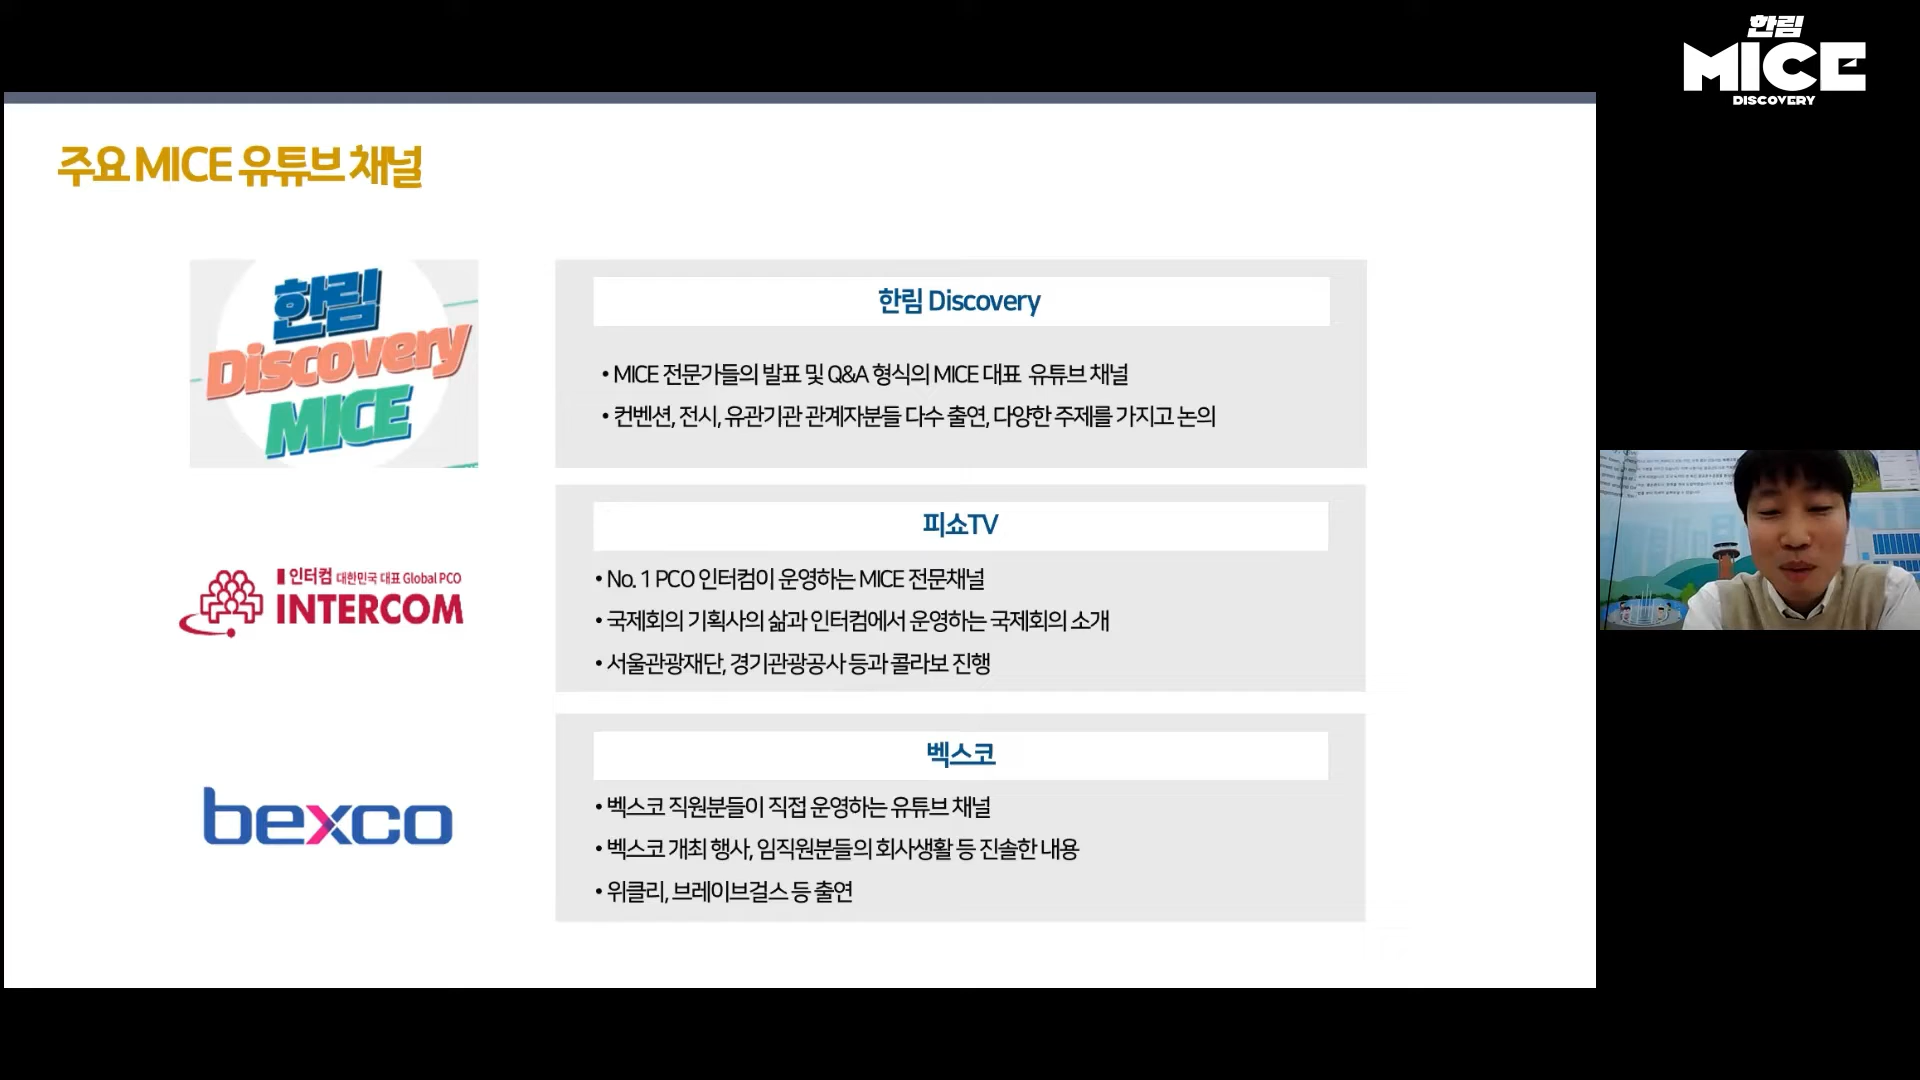 한림
MICE
DISCOVERY
주요 MICE 유튜브 채널
한림
Discovery
MICE
한림 Discovery
• MICE 전문가들의 발표 및 Q&A 형식의 MICE 대표 유튜브 채널
• 컨벤션, 전시, 유관기관 관계자분들 다수 출연, 다양한 주제를 가지고 논의
인터컴 대한민국 대표 Global PCO
INTERCOM
피쇼TV
• No. 1 PCO 인터컴이 운영하는 MICE 전문채널
• 국제회의 기획사의 삶과 인터컴에서 운영하는 국제회의 소개
• 서울관광재단, 경기관광공사 등과 콜라보 진행
bexco
벡스코
• 벡스코 직원분들이 직접 운영하는 유튜브 채널
• 벡스코 개최 행사, 임직원분들의 회사생활 등 진솔한 내용
• 위클리, 브레이브걸스 등 출연